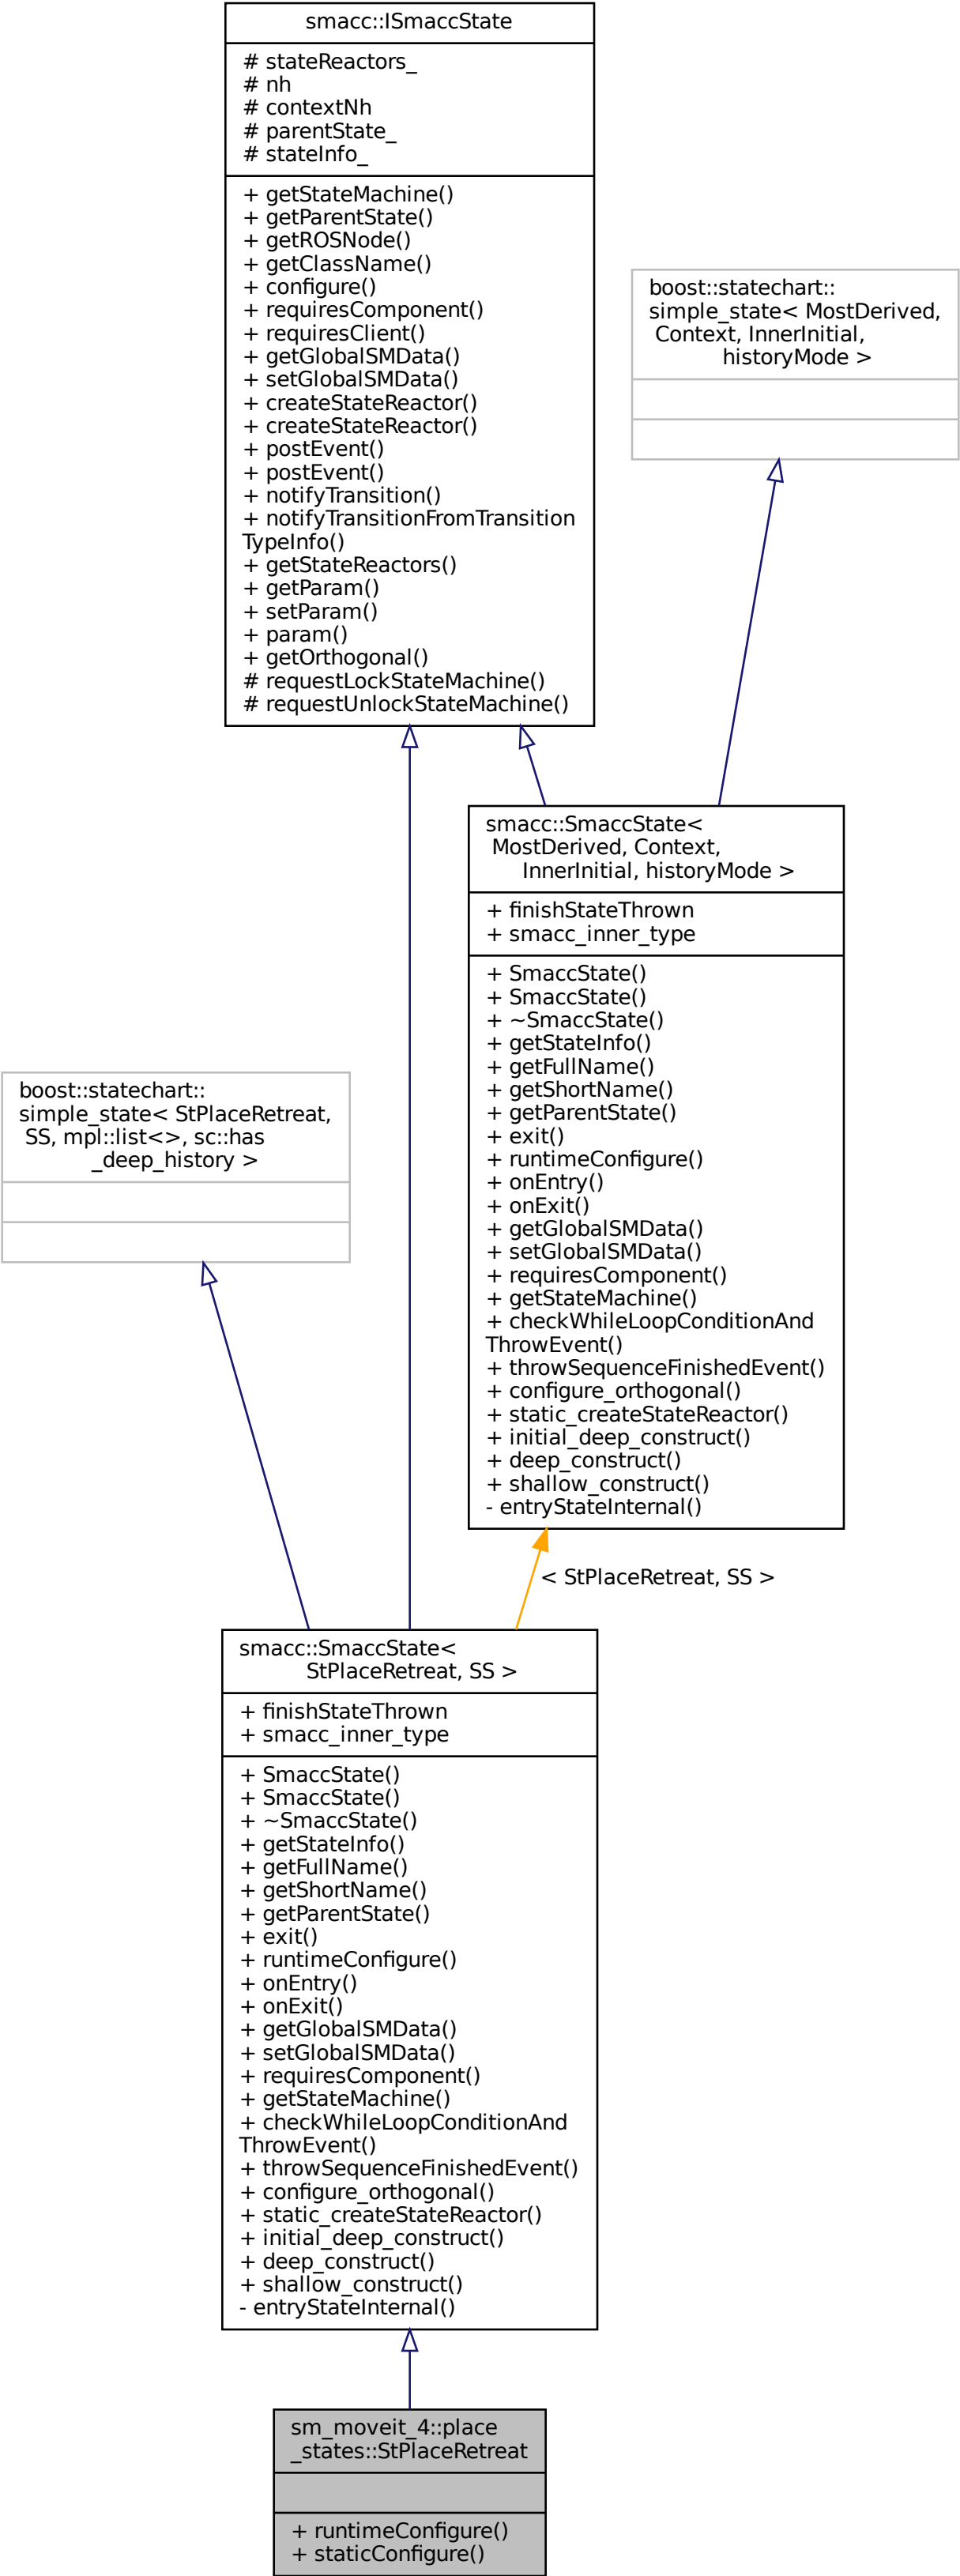 smacc::ISmaccState
# stateReactors_
# nh
# contextNh
# parentState_
# stateInfo_
+ getStateMachine()
+ getParentState()
+ getROSNode()
+ getClassName()
+ configure()
+ requiresComponent()
+ requiresClient()
+ getGlobalSMData()
+ setGlobalSMData()
+ createStateReactor()
+ createStateReactor()
+ postEvent()
+ postEvent()
+ notifyTransition()
+ notifyTransitionFromTransition
TypeInfo()
+ getStateReactors()
+ getParam()
+ setParam()
+ param()
+ getOrthogonal()
# requestLockStateMachine()
# requestUnlockStateMachine()
boost::statechart::
simple_state< MostDerived,
Context, InnerInitial,
historyMode >
smacc::SmaccState<
MostDerived, Context,
InnerInitial, historyMode >
+ finishStateThrown
+ smacc_inner_type
+ SmaccState()
+ SmaccState()
+ ~SmaccState()
+ getStateInfo()
+ getFullName()
+ getShortName()
+ getParentState()
+ exit()
+ runtimeConfigure()
+ onEntry()
+ onExit()
+ getGlobalSMData()
+ setGlobalSMData()
+ requiresComponent()
+ getStateMachine()
+ checkWhileLoopConditionAnd
ThrowEvent()
+ throwSequenceFinishedEvent()
+ configure_orthogonal()
+ static_createStateReactor()
+ initial_deep_construct()
+ deep_construct()
+ shallow_construct()
- entryStateInternal()
boost::statechart::
simple_state< StPlaceRetreat,
SS, mpl::list<>, sc::has
_deep_history >
< StPlaceRetreat, SS >
smacc::SmaccState<
StPlaceRetreat, SS >
+ finishStateThrown
+ smacc_inner_type
+ SmaccState()
+ SmaccState()
+ ~SmaccState()
+ getStateInfo()
+ getFullName()
+ getShortName()
+ getParentState()
+ exit()
+ runtimeConfigure()
+ onEntry()
+ onExit()
+ getGlobalSMData()
+ setGlobalSMData()
+ requiresComponent()
+ getStateMachine()
+ checkWhileLoopConditionAnd
ThrowEvent()
+ throwSequenceFinishedEvent()
+ configure_orthogonal()
+ static_createStateReactor()
+ initial_deep_construct()
+ deep_construct()
+ shallow_construct()
- entryStateInternal()
sm_moveit_4::place
_states::StPlaceRetreat
+ runtimeConfigure()
+ staticConfigure()